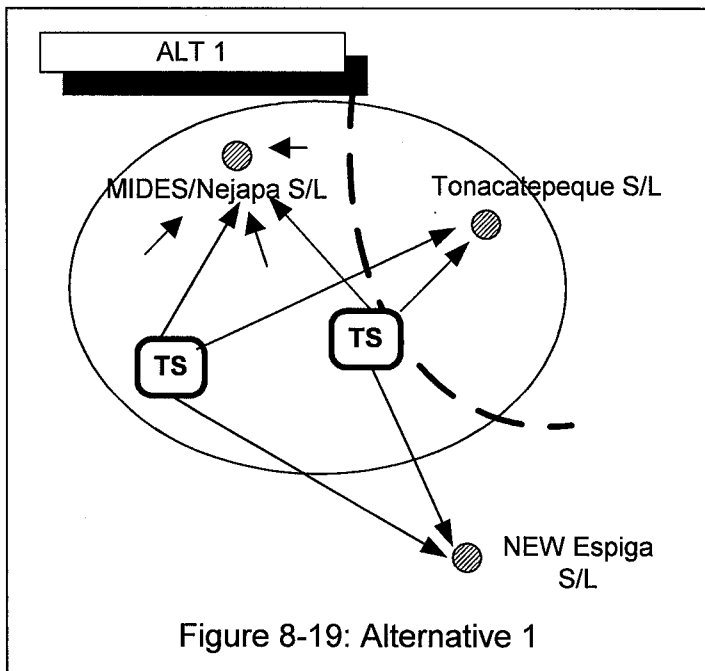 ALT 1
MIDES/Nejapa S/L
Tonacatepeque S/L
TS
TS
NEW Espiga
S/L
Figure 8-19: Alternative 1